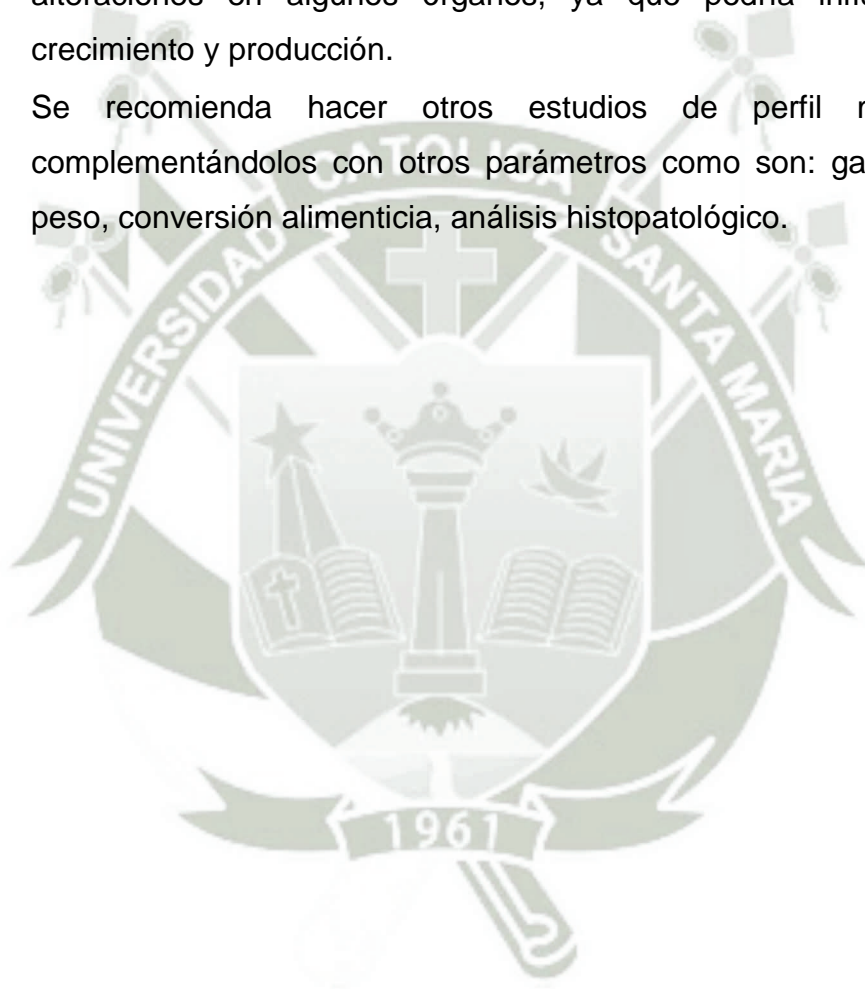 alteraciones en algunos órganos, ya que podría
crecimiento y producción.
Se recomienda hacer otros estudios de perfil
complementándolos con otros parámetros como son:
peso, conversión alimenticia, análisis histopatológico.
UNIVERSIDAD CATOLICA SANTA MARIA
1961